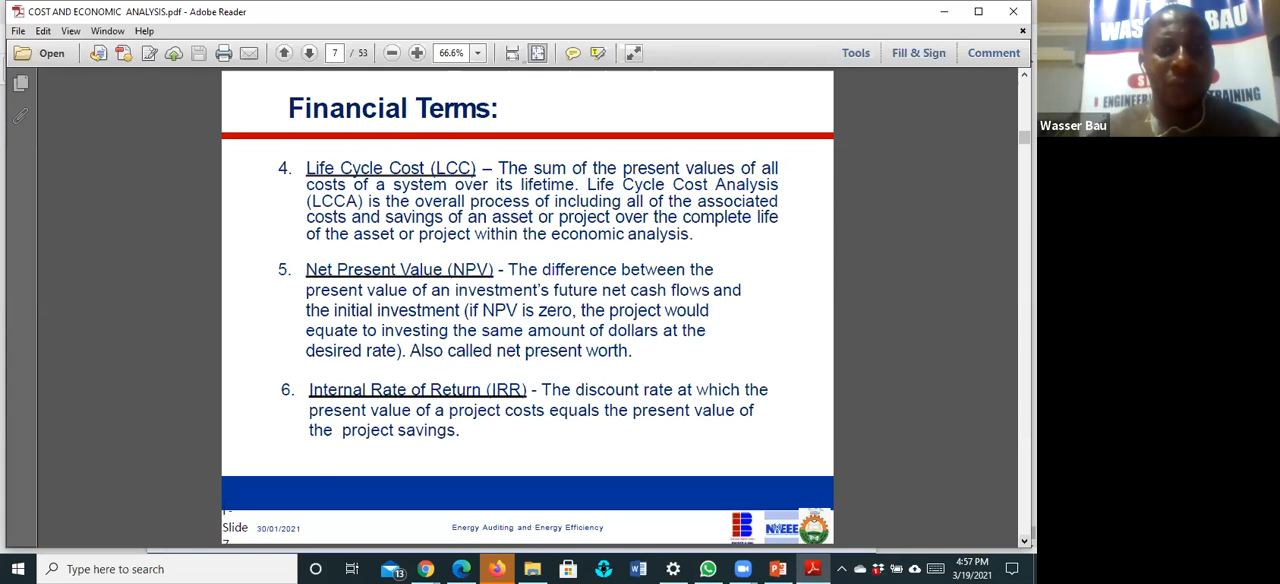 COST AND ECONOMIC ANALYSIS.pdf - Adobe Reader
File Edit View Window Help
Open
7 / 53
66.6%
Tools Fill & Sign Comment
Financial Terms:
4. Life Cycle Cost (LCC) – The sum of the present values of all
costs of a system over its lifetime. Life Cycle Cost Analysis
(LCCA) is the overall process of including all of the associated
costs and savings of an asset or project over the complete life
of the asset or project within the economic analysis.
5. Net Present Value (NPV) - The difference between the
present value of an investment's future net cash flows and
the initial investment (if NPV is zero, the project would
equate to investing the same amount of dollars at the
desired rate). Also called net present worth.
6. Internal Rate of Return (IRR) - The discount rate at which the
present value of a project costs equals the present value of
the project savings.
Slide
30/01/2021
Energy Auditing and Energy Efficiency
WASSER BAU
ENGINEERING TRAINING
Wasser Bau
Type here to search
13
4:57 PM
3/19/2021